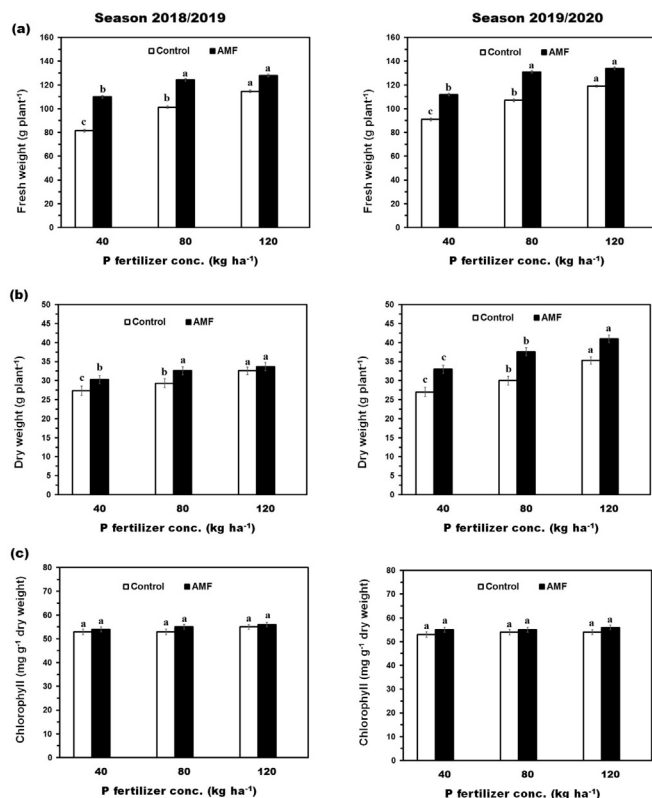 Season 2018/2019
Season 2019/2020
(a)
Control AMF
Fresh weight (g plant⁻¹)
160
140
120
100
80
60
40
20
0
c b b a a a
40 80 120
P fertilizer conc. (kg ha⁻¹)
Control AMF
Fresh weight (g plant⁻¹)
160
140
120
100
80
60
40
20
0
c b b a a a
40 80 120
P fertilizer conc. (kg ha⁻¹)
(b)
Control AMF
Dry weight (g plant⁻¹)
50
45
40
35
30
25
20
15
10
5
0
c b b a a a
40 80 120
P fertilizer conc. (kg ha⁻¹)
Control AMF
Dry weight (g plant⁻¹)
50
45
40
35
30
25
20
15
10
5
0
c c b b a a
40 80 120
P fertilizer conc. (kg ha⁻¹)
(c)
Control AMF
Chlorophyll (mg g⁻¹ dry weight)
80
70
60
50
40
30
20
10
0
a a a a a a
40 80 120
P fertilizer conc. (kg ha⁻¹)
Control AMF
Chlorophyll (mg g⁻¹ dry weight)
80
70
60
50
40
30
20
10
0
a a a a a a
40 80 120
P fertilizer conc. (kg ha⁻¹)